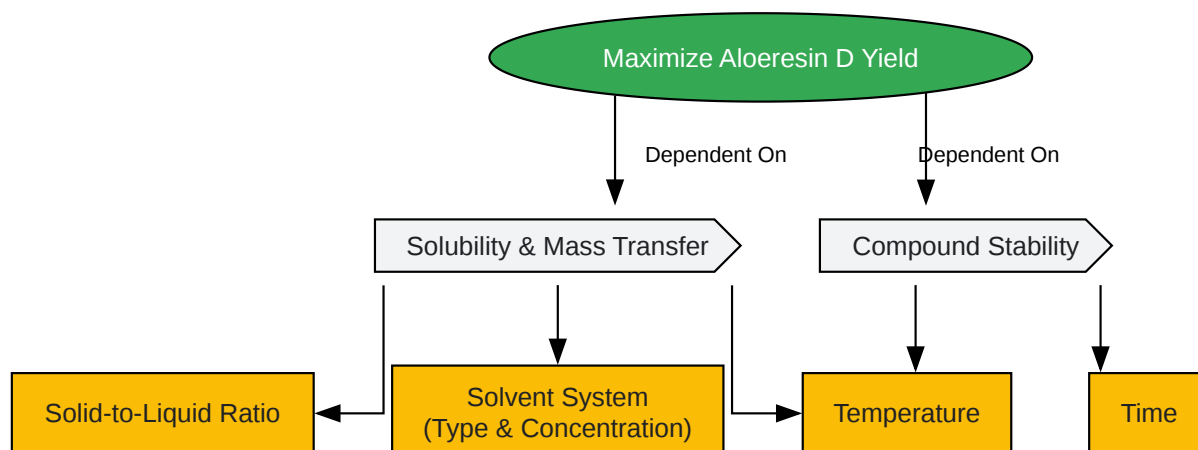 Maximize Aloeresin D Yield
Dependent On
Dependent On
Solubility & Mass Transfer
Compound Stability
Solid-to-Liquid Ratio
Solvent System
(Type & Concentration)
Temperature
Time